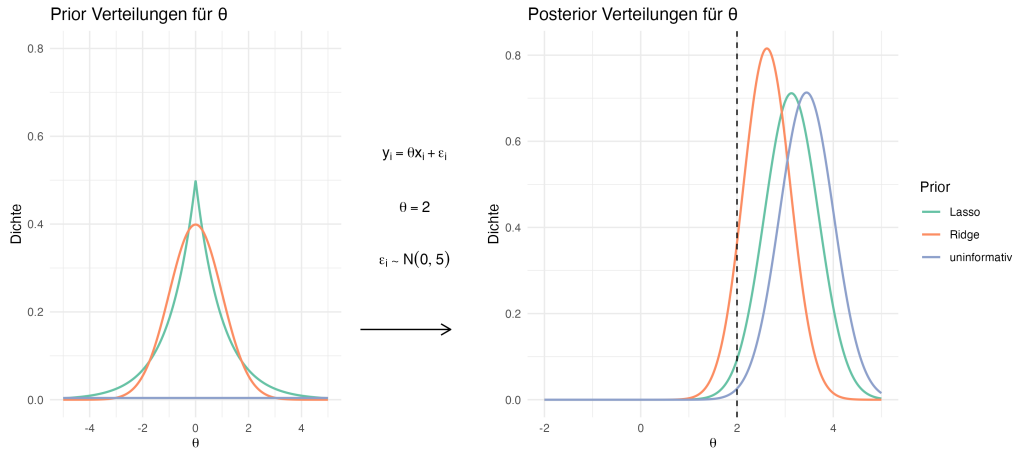 Prior Verteilungen für θ
Dichte
0.8
0.6
0.4
0.2
0.0
-4 -2 0 2 4
θ
yᵢ = θxᵢ + εᵢ
θ = 2
εᵢ ~ N(0, 5)
Posterior Verteilungen für θ
Dichte
0.8
0.6
0.4
0.2
0.0
-2 0 2 4
θ
Prior
Lasso
Ridge
uninformativ